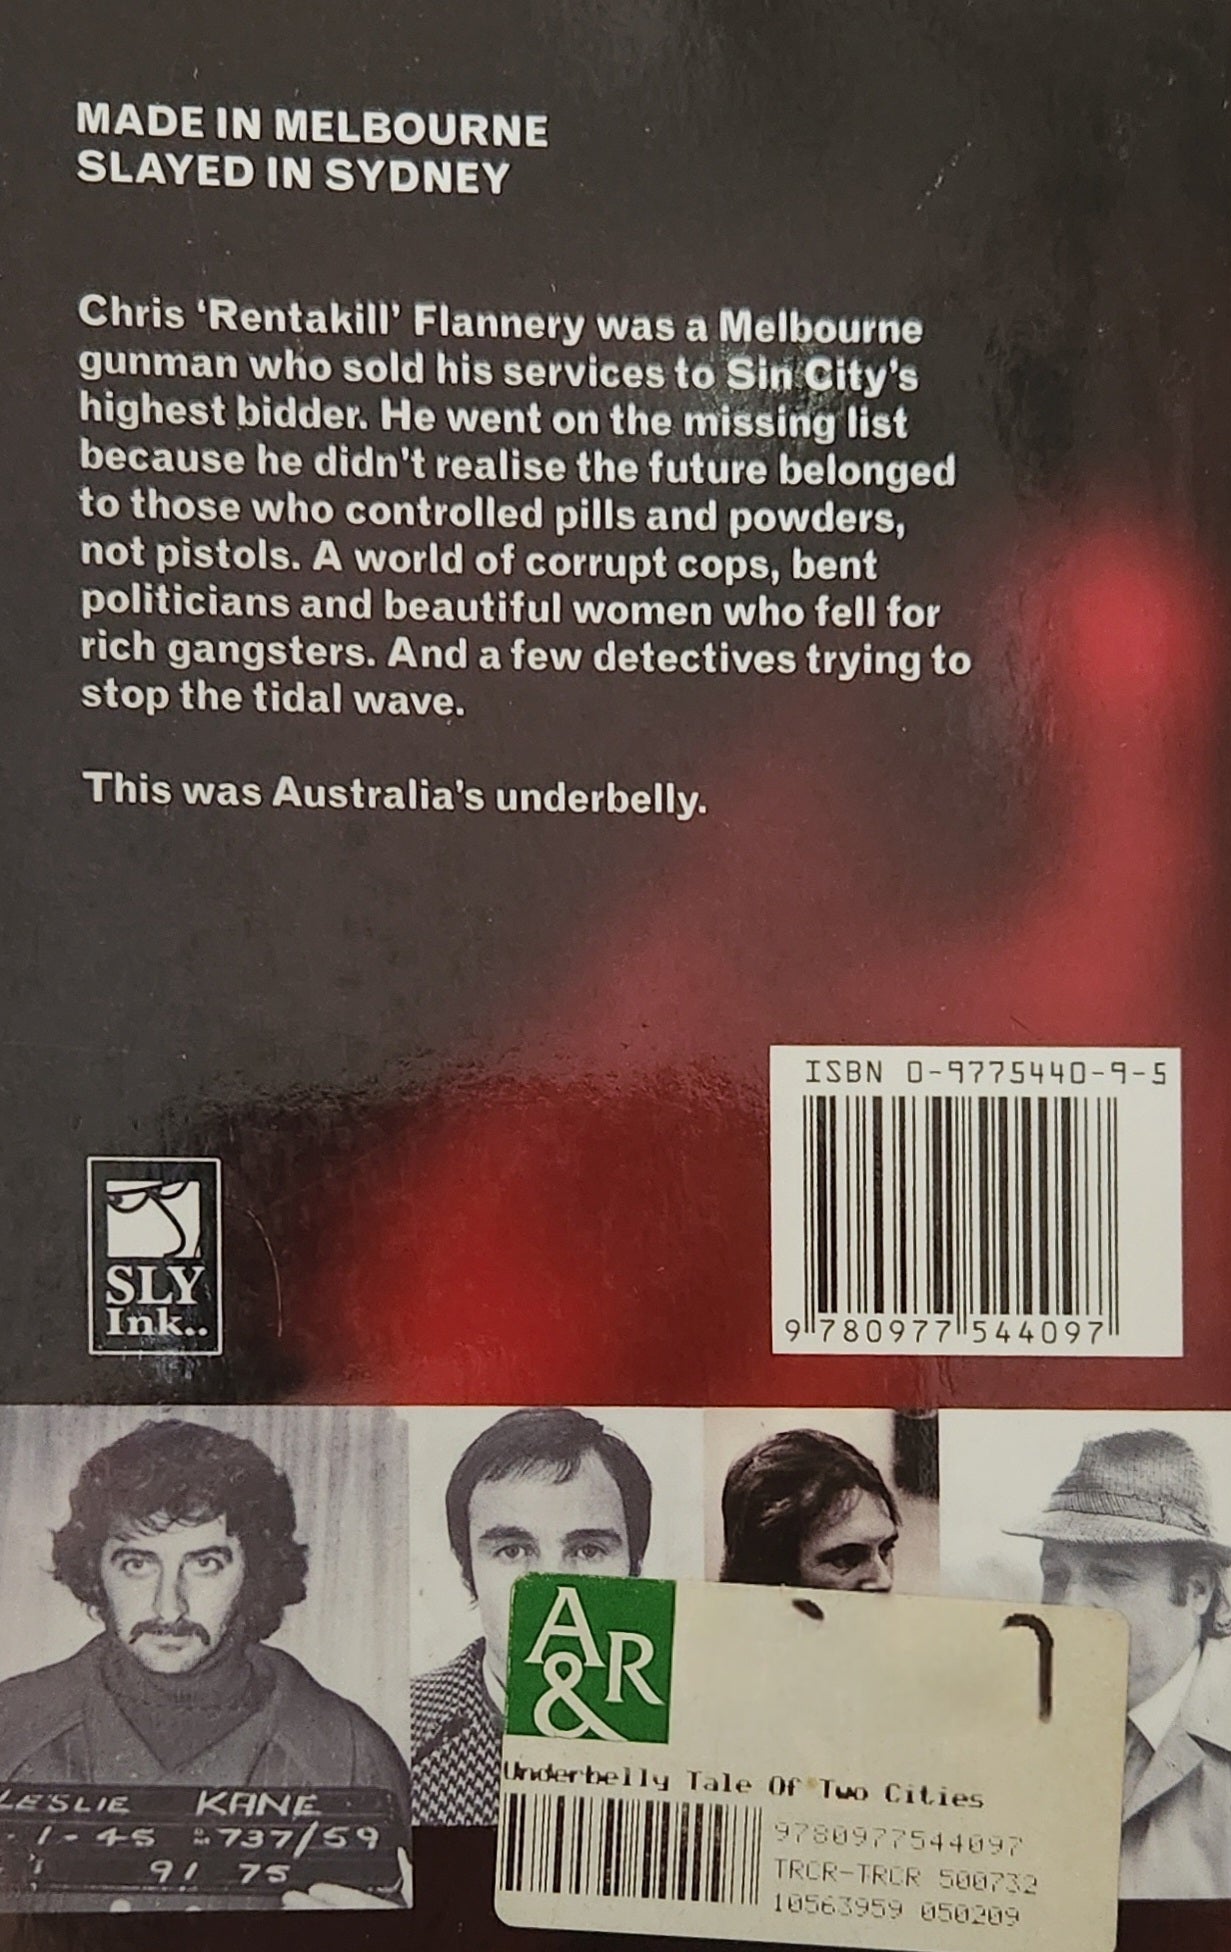 MADE IN MELBOURNE
SLAYED IN SYDNEY
Chris ‘Rentakill’ Flannery was a Melbourne
gunman who sold his services to Sin City’s
highest bidder. He went on the missing list
because he didn’t realise the future belonged
to those who controlled pills and powders,
not pistols. A world of corrupt cops, bent
politicians and beautiful women who fell for
rich gangsters. And a few detectives trying to
stop the tidal wave.
This was Australia’s underbelly.
ISBN 0-9775440-9-5
9 780977 544097
SLY
Ink..
LESLIE KANE
1-45 737/59
91 75
A&R
Underbelly Tale Of Two Cities
9780977544097
TRCR-TRCR 500732
10563959 050209